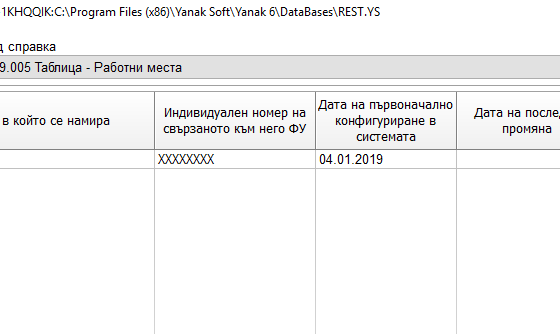 1KHQQIK:C:\Program Files (x86)\Yanak Soft\Yanak 6\DataBases\REST.YS
д справка
9.005 Таблица - Работни места
в който се намира
Индивидуален номер на
свързаното към него ФУ
Дата на първоначално
конфигуриране в
системата
Дата на послед
промяна
XXXXXXXX
04.01.2019